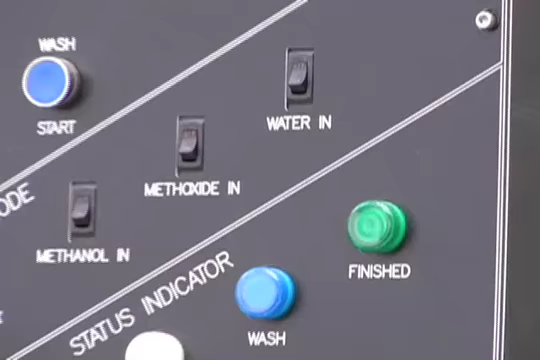 WASH
START
WATER IN
METHOXIDE IN
ODE
METHANOL IN
STATUS INDICATOR
FINISHED
WASH